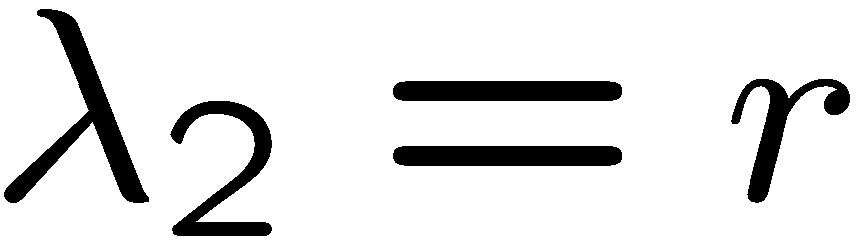 λ₂ = r